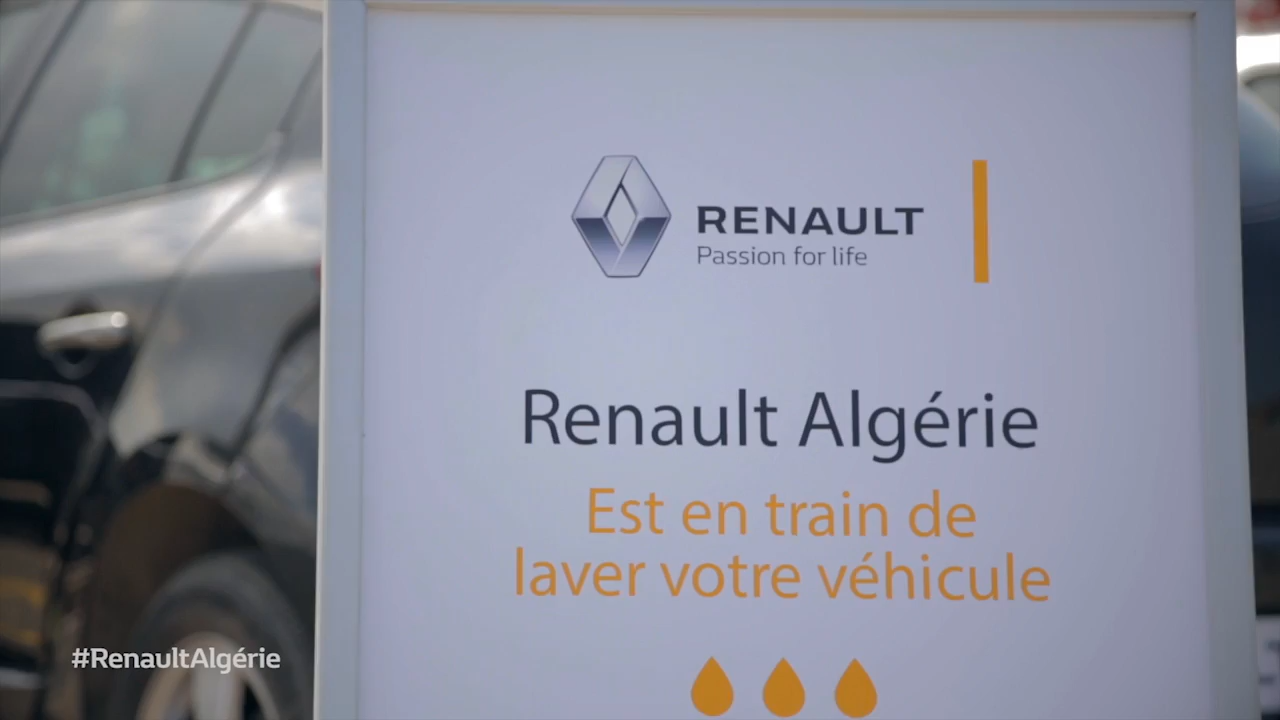 RENAULT
Passion for life
Renault Algérie
Est en train de
laver votre véhicule
#RenaultAlgérie